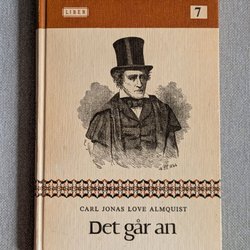 LIBER
7
CARL JONAS LOVE ALMQUIST
Det går an